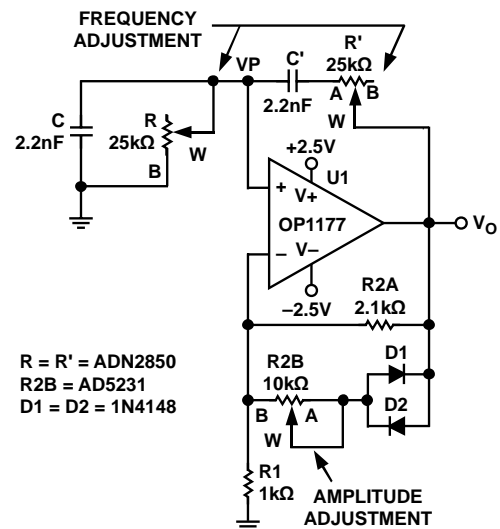 FREQUENCY
ADJUSTMENT
VP
C'
2.2nF
R'
25kΩ
A
B
W
C
2.2nF
R
25kΩ
W
B
+2.5V
U1
+
V+
OP1177
−
V−
−2.5V
VO
R2A
2.1kΩ
R = R' = ADN2850
R2B = AD5231
D1 = D2 = 1N4148
R2B
10kΩ
B
A
W
D1
D2
R1
1kΩ
AMPLITUDE
ADJUSTMENT